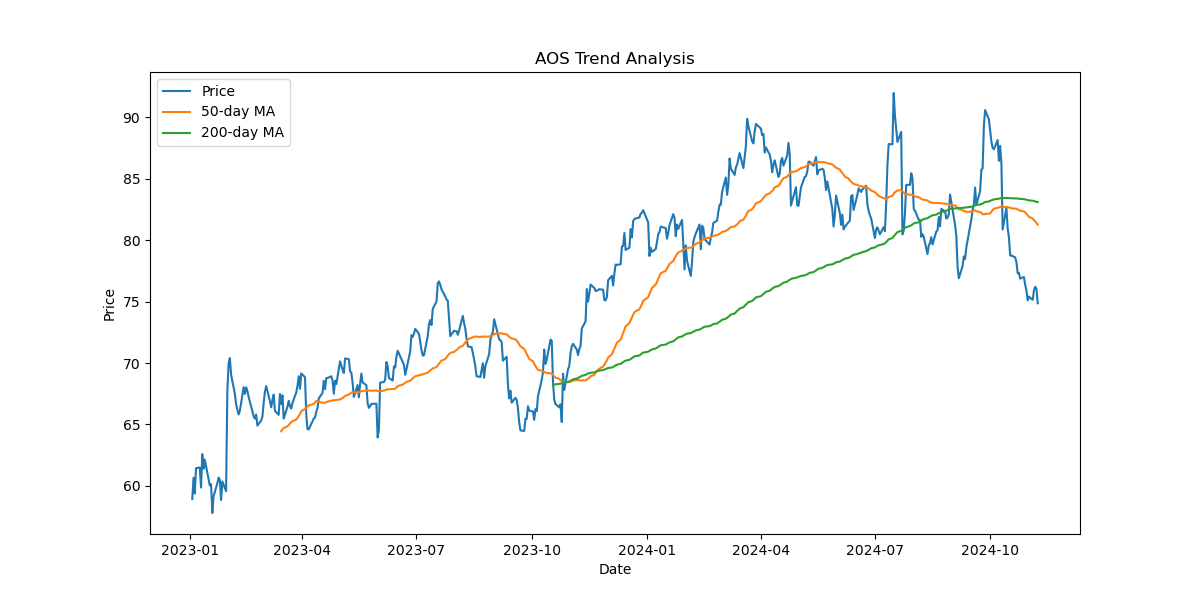 AOS Trend Analysis
Price
50-day MA
200-day MA
90
85
80
75
70
65
60
Price
2023-01
2023-04
2023-07
2023-10
2024-01
2024-04
2024-07
2024-10
Date